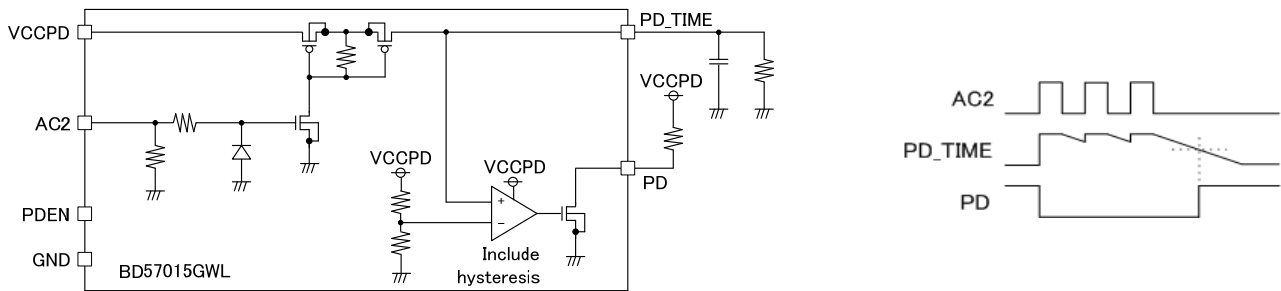 VCCPD
PD_TIME
VCCPD
AC2
VCCPD
VCCPD
PD
PDEN
GND
+
−
Include
hysteresis
BD57015GWL
AC2
PD_TIME
PD